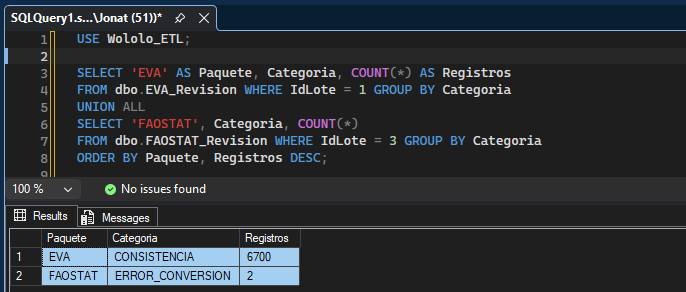 SQLQuery1.s...\Jonat (51))*
1 USE Wololo_ETL;
2
3 SELECT 'EVA' AS Paquete, Categoria, COUNT(*) AS Registros
4 FROM dbo.EVA_Revision WHERE IdLote = 1 GROUP BY Categoria
5 UNION ALL
6 SELECT 'FAOSTAT', Categoria, COUNT(*)
7 FROM dbo.FAOSTAT_Revision WHERE IdLote = 3 GROUP BY Categoria
8 ORDER BY Paquete, Registros DESC;
9
100 % No issues found
Results Messages
Paquete Categoria Registros
1 EVA CONSISTENCIA 6700
2 FAOSTAT ERROR_CONVERSION 2